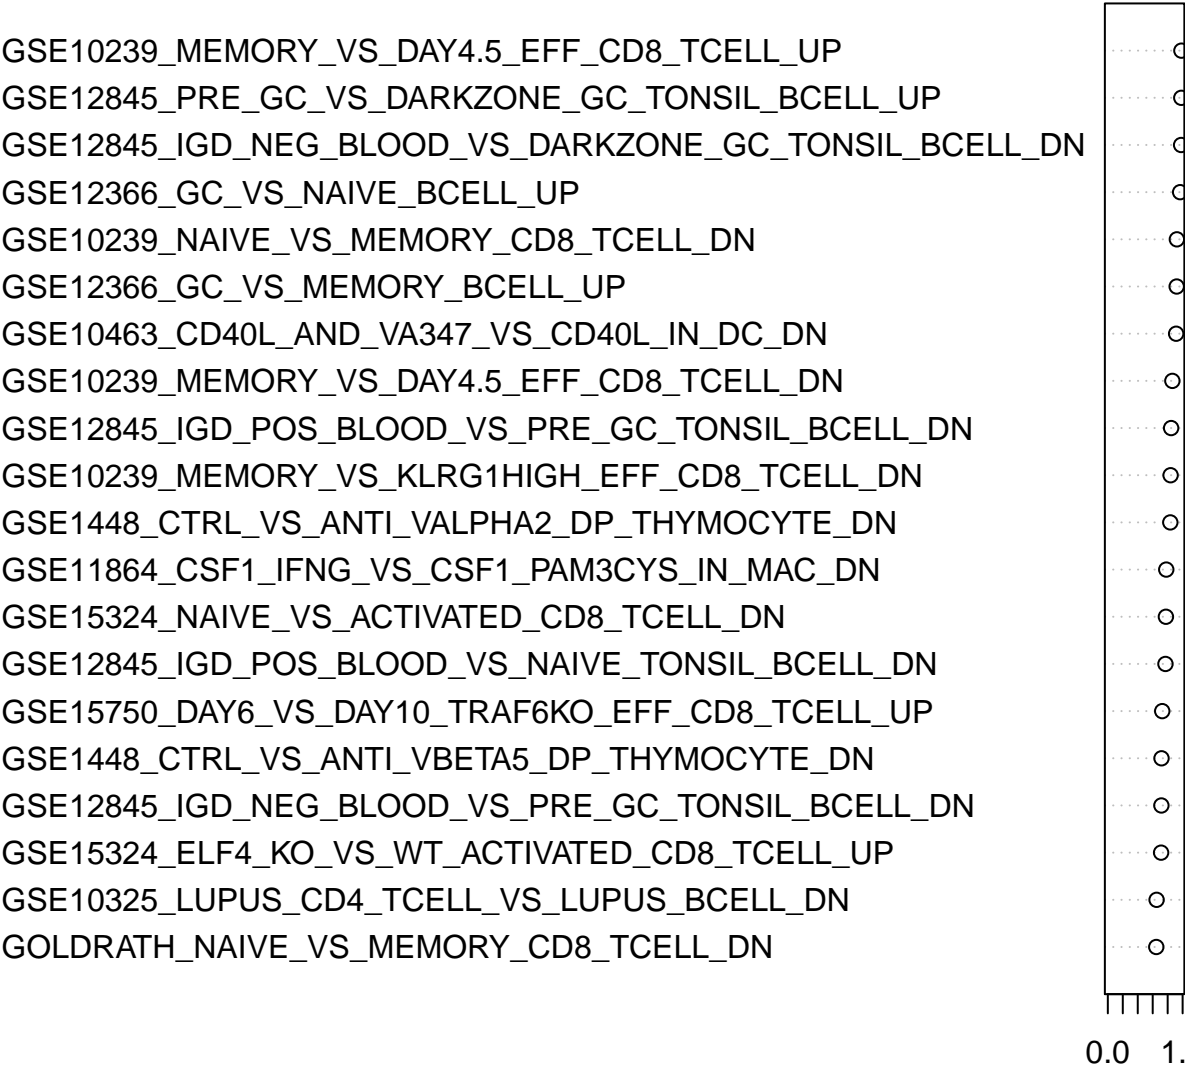 GSE10239_MEMORY_VS_DAY4.5_EFF_CD8_TCELL_UP
GSE12845_PRE_GC_VS_DARKZONE_GC_TONSIL_BCELL_UP
GSE12845_IGD_NEG_BLOOD_VS_DARKZONE_GC_TONSIL_BCELL_DN
GSE12366_GC_VS_NAIVE_BCELL_UP
GSE10239_NAIVE_VS_MEMORY_CD8_TCELL_DN
GSE12366_GC_VS_MEMORY_BCELL_UP
GSE10463_CD40L_AND_VA347_VS_CD40L_IN_DC_DN
GSE10239_MEMORY_VS_DAY4.5_EFF_CD8_TCELL_DN
GSE12845_IGD_POS_BLOOD_VS_PRE_GC_TONSIL_BCELL_DN
GSE10239_MEMORY_VS_KLRG1HIGH_EFF_CD8_TCELL_DN
GSE1448_CTRL_VS_ANTI_VALPHA2_DP_THYMOCYTE_DN
GSE11864_CSF1_IFNG_VS_CSF1_PAM3CYS_IN_MAC_DN
GSE15324_NAIVE_VS_ACTIVATED_CD8_TCELL_DN
GSE12845_IGD_POS_BLOOD_VS_NAIVE_TONSIL_BCELL_DN
GSE15750_DAY6_VS_DAY10_TRAF6KO_EFF_CD8_TCELL_UP
GSE1448_CTRL_VS_ANTI_VBETA5_DP_THYMOCYTE_DN
GSE12845_IGD_NEG_BLOOD_VS_PRE_GC_TONSIL_BCELL_DN
GSE15324_ELF4_KO_VS_WT_ACTIVATED_CD8_TCELL_UP
GSE10325_LUPUS_CD4_TCELL_VS_LUPUS_BCELL_DN
GOLDRATH_NAIVE_VS_MEMORY_CD8_TCELL_DN
0.0 1.